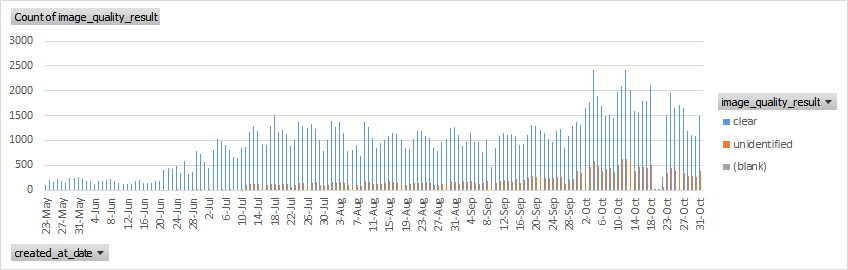 Count of image_quality_result
3000
2500
2000
1500
1000
500
0
image_quality_result
clear
unidentified
(blank)
23-May
27-May
31-May
4-Jun
8-Jun
12-Jun
16-Jun
20-Jun
24-Jun
28-Jun
2-Jul
6-Jul
10-Jul
14-Jul
18-Jul
22-Jul
26-Jul
30-Jul
3-Aug
7-Aug
11-Aug
15-Aug
19-Aug
23-Aug
27-Aug
31-Aug
4-Sep
8-Sep
12-Sep
16-Sep
20-Sep
24-Sep
28-Sep
2-Oct
6-Oct
10-Oct
14-Oct
18-Oct
23-Oct
27-Oct
31-Oct
created_at_date